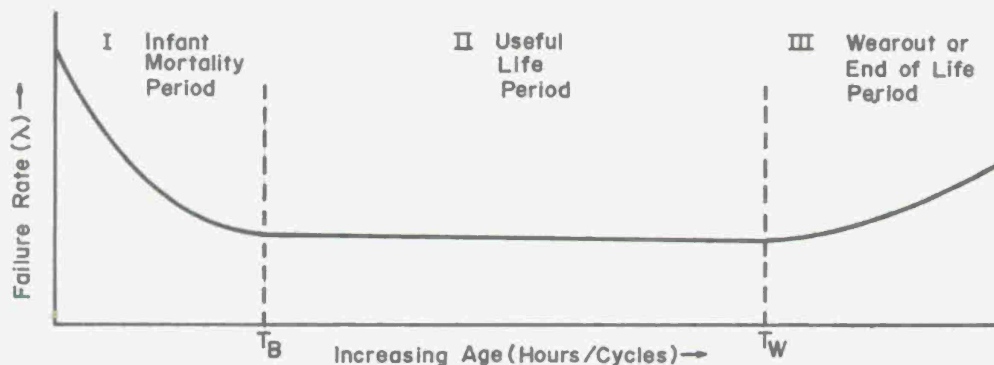 I Infant
Mortality
Period
II Useful
Life
Period
III Wearout or
End of Life
Period
Failure Rate (λ) →
T_B
Increasing Age (Hours/Cycles) →
T_W